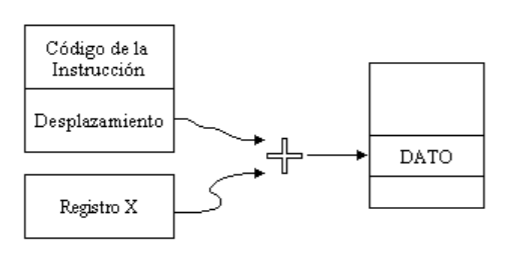 Código de la
Instrucción
Desplazamiento
Registro X
DATO